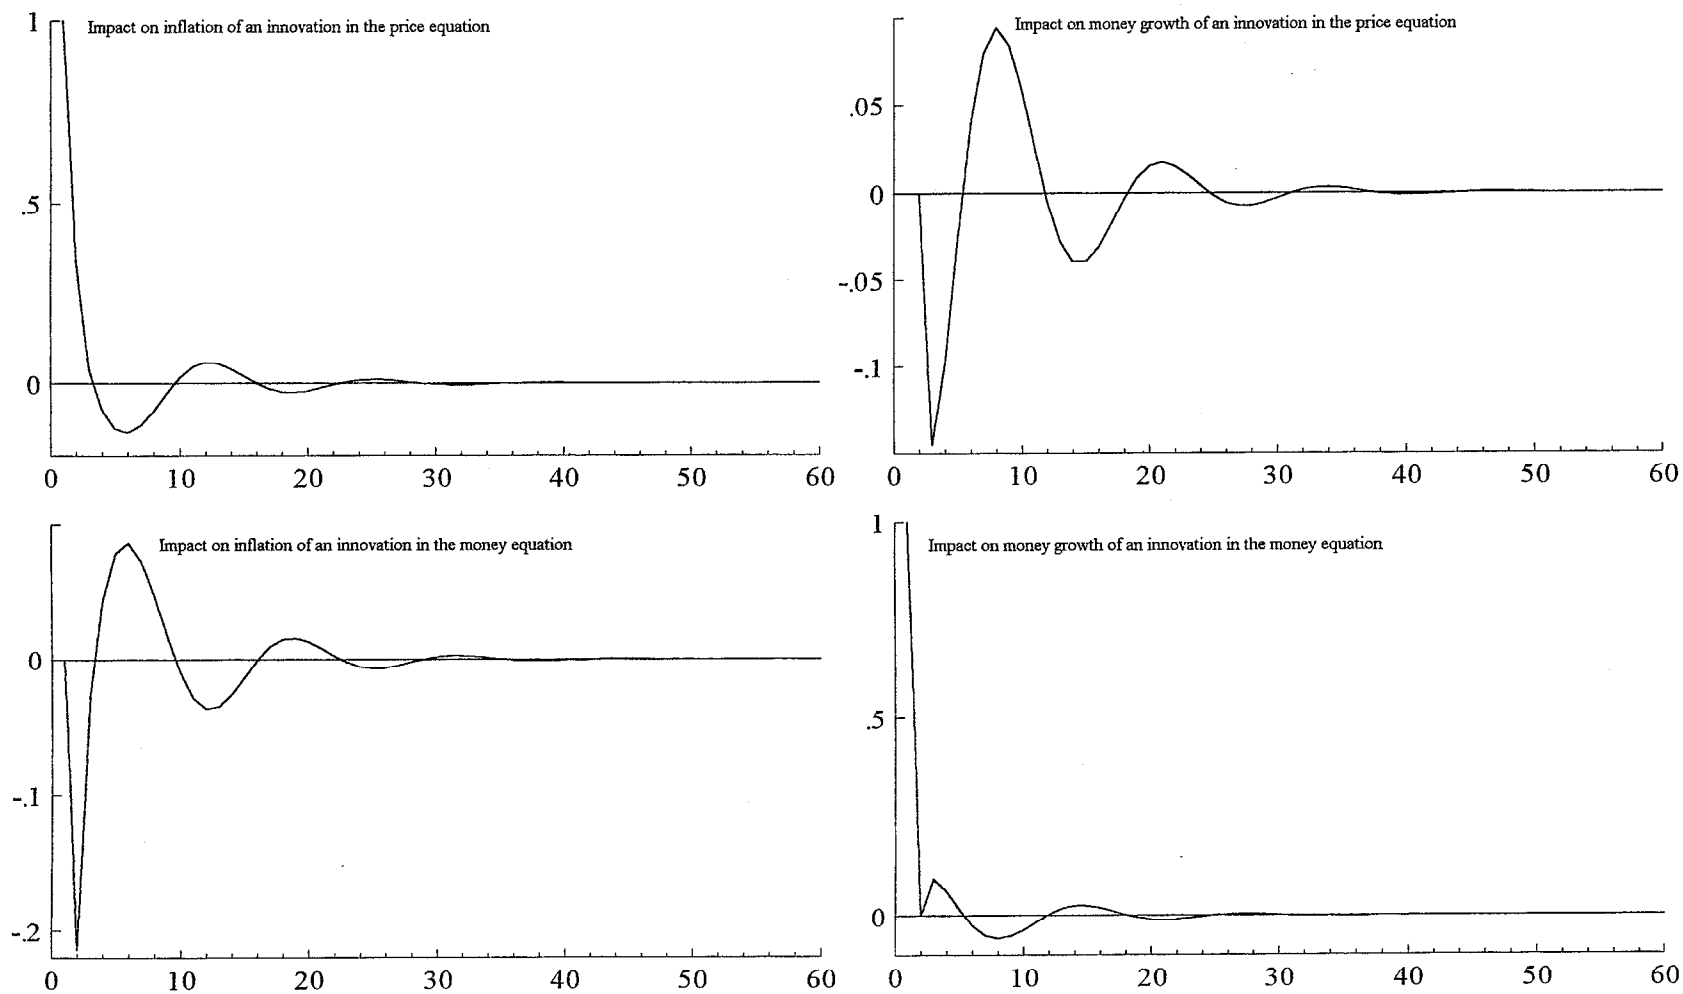 1
Impact on inflation of an innovation in the price equation
.5
0
0 10 20 30 40 50 60
Impact on money growth of an innovation in the price equation
.05
0
-.05
-.1
0 10 20 30 40 50 60
Impact on inflation of an innovation in the money equation
0
-.1
-.2
0 10 20 30 40 50 60
1
Impact on money growth of an innovation in the money equation
.5
0
0 10 20 30 40 50 60